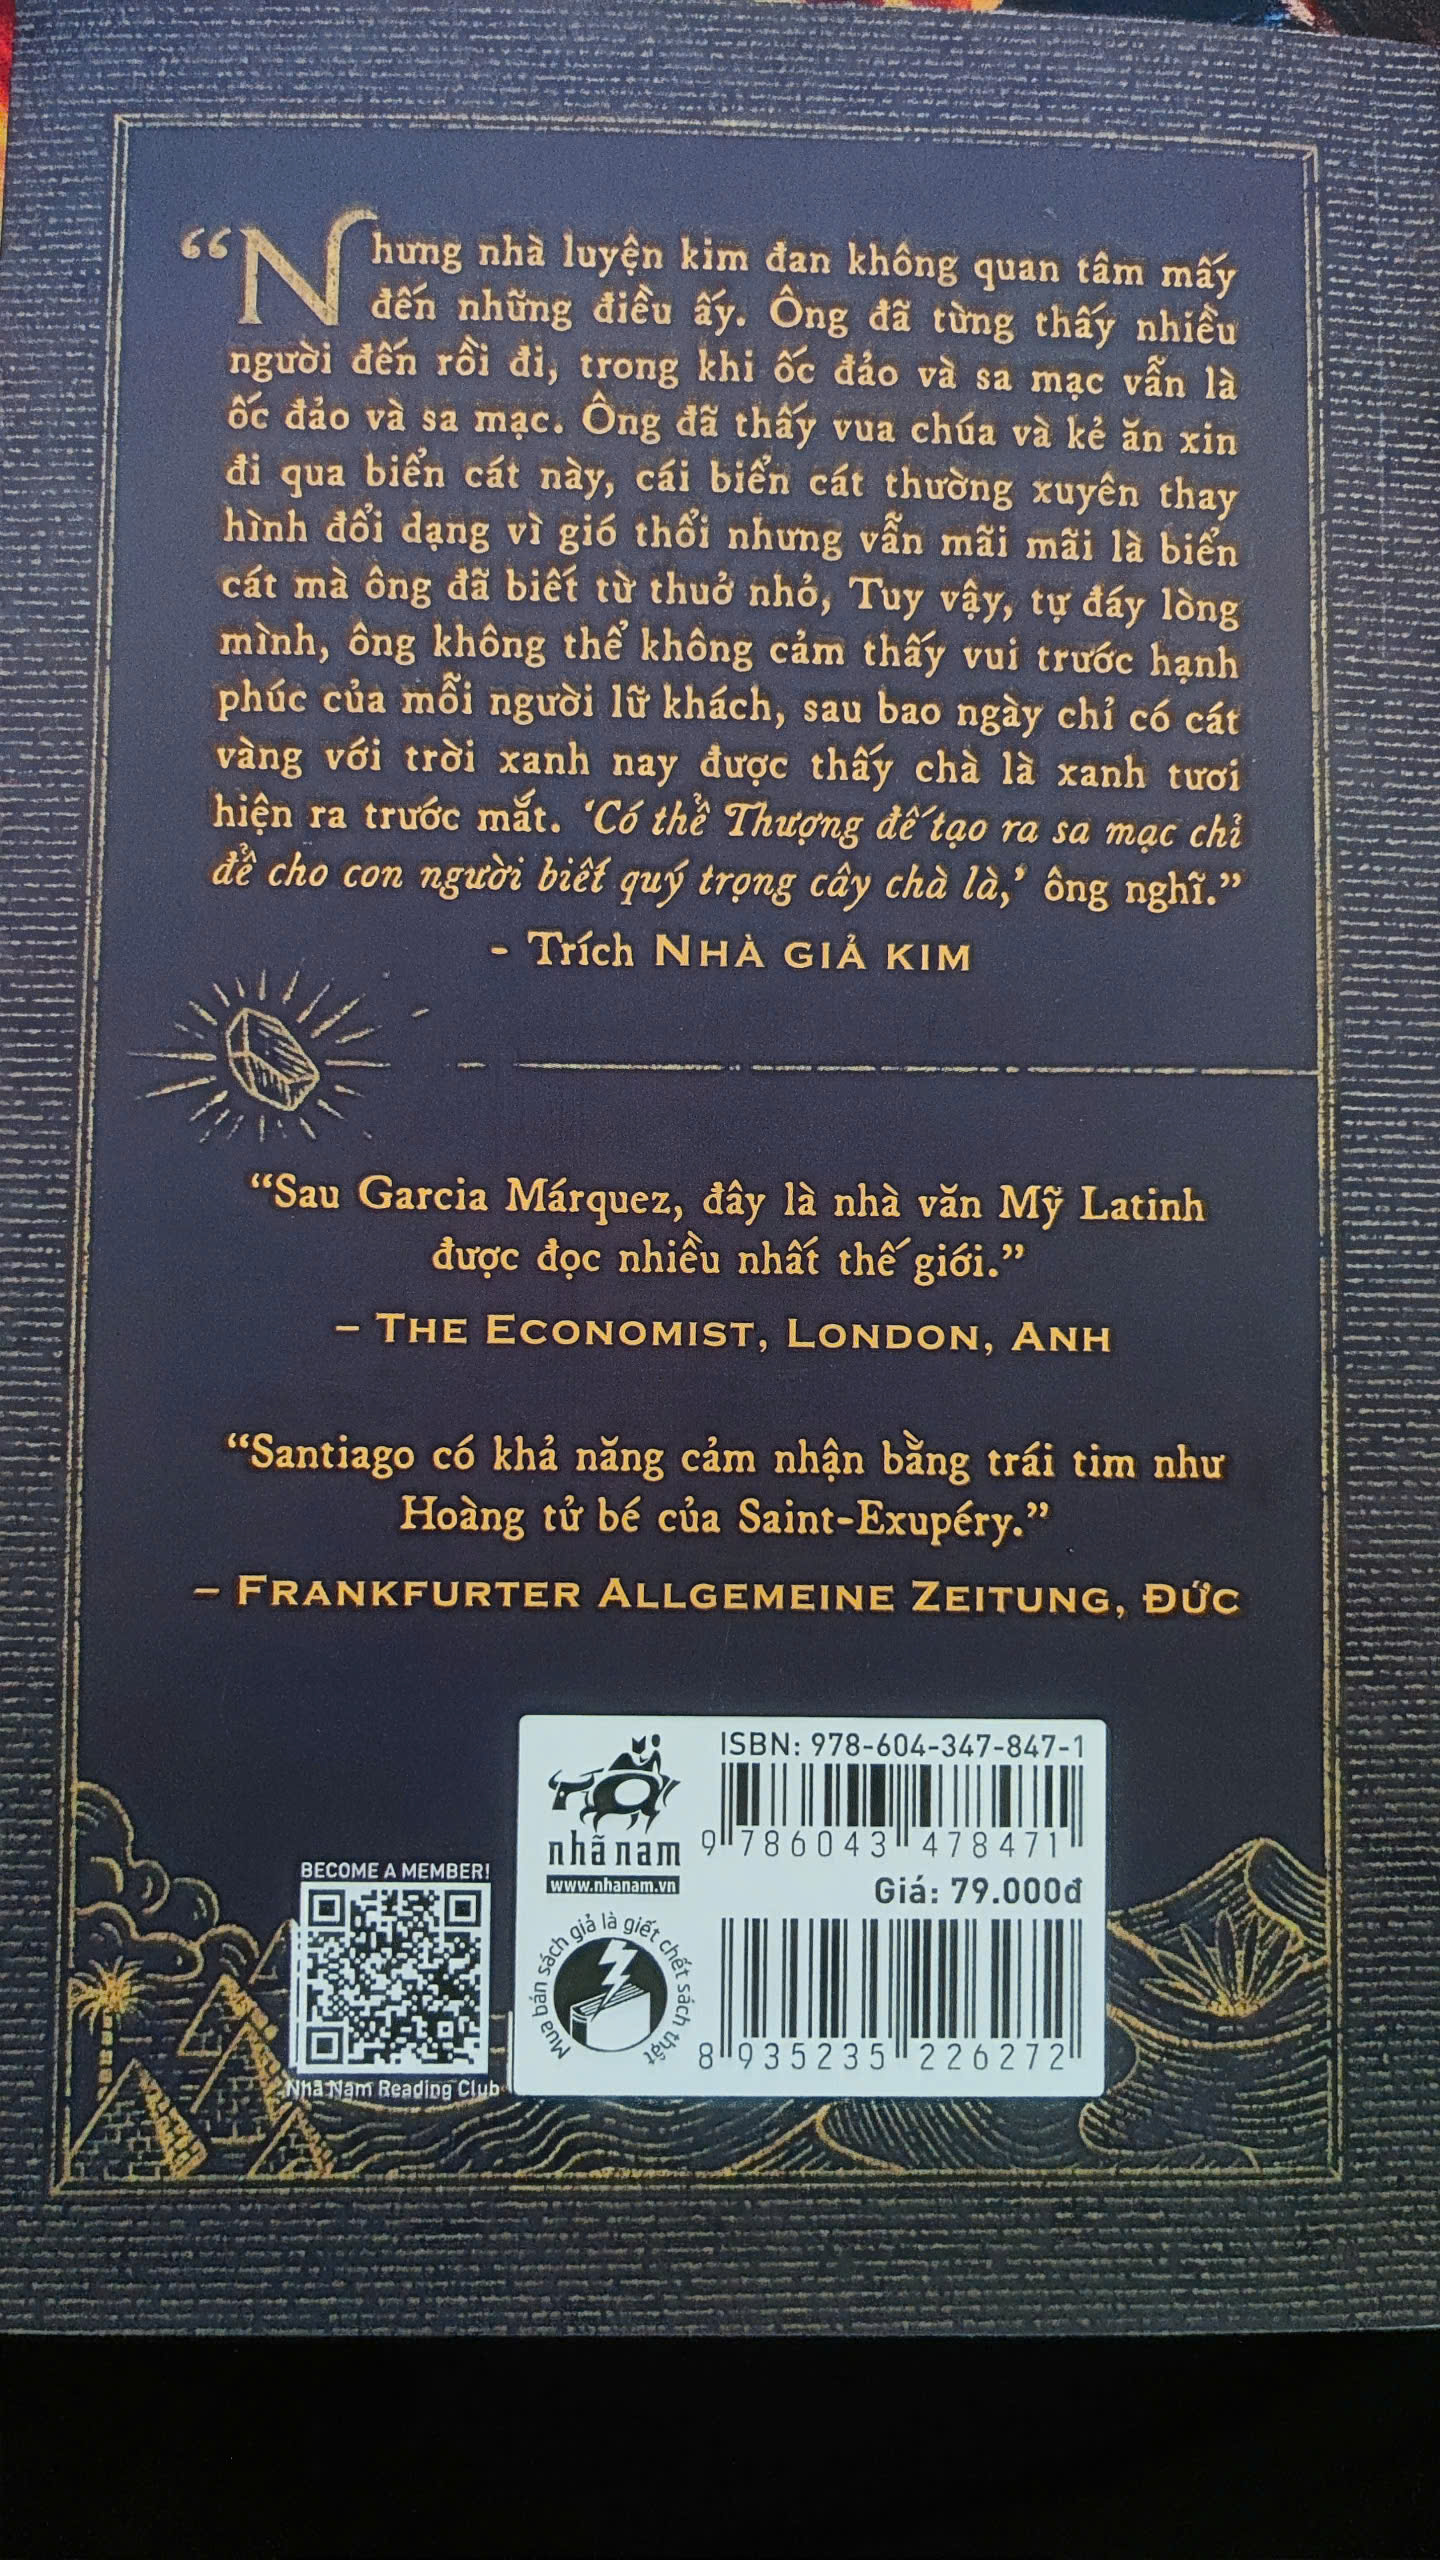 “Nhưng nhà luyện kim đan không quan tâm mấy
đến những điều ấy. Ông đã từng thấy nhiều
người đến rồi đi, trong khi ốc đảo và sa mạc vẫn là
ốc đảo và sa mạc. Ông đã thấy vua chúa và kẻ ăn xin
đi qua biển cát này, cái biển cát thường xuyên thay
hình đổi dạng vì gió thổi nhưng vẫn mãi mãi là biển
cát mà ông đã biết từ thuở nhỏ, Tuy vậy, tự đáy lòng
mình, ông không thể không cảm thấy vui trước hạnh
phúc của mỗi người lữ khách, sau bao ngày chỉ có cát
vàng với trời xanh nay được thấy chà là xanh tươi
hiện ra trước mắt. ‘Có thể Thượng đế tạo ra sa mạc chỉ
để cho con người biết quý trọng cây chà là,’ ông nghĩ.”
- Trích NHÀ GIẢ KIM
“Sau Garcia Márquez, đây là nhà văn Mỹ Latinh
được đọc nhiều nhất thế giới.”
– THE ECONOMIST, LONDON, ANH
“Santiago có khả năng cảm nhận bằng trái tim như
Hoàng tử bé của Saint-Exupéry.”
– FRANKFURTER ALLGEMEINE ZEITUNG, ĐỨC
BECOME A MEMBER!
Nhã Nam Reading Club
nhã nam
www.nhanam.vn
Mua bán sách giả là giết chết sách thật
ISBN: 978-604-347-847-1
9 786043 478471
Giá: 79.000đ
8 935235 226272